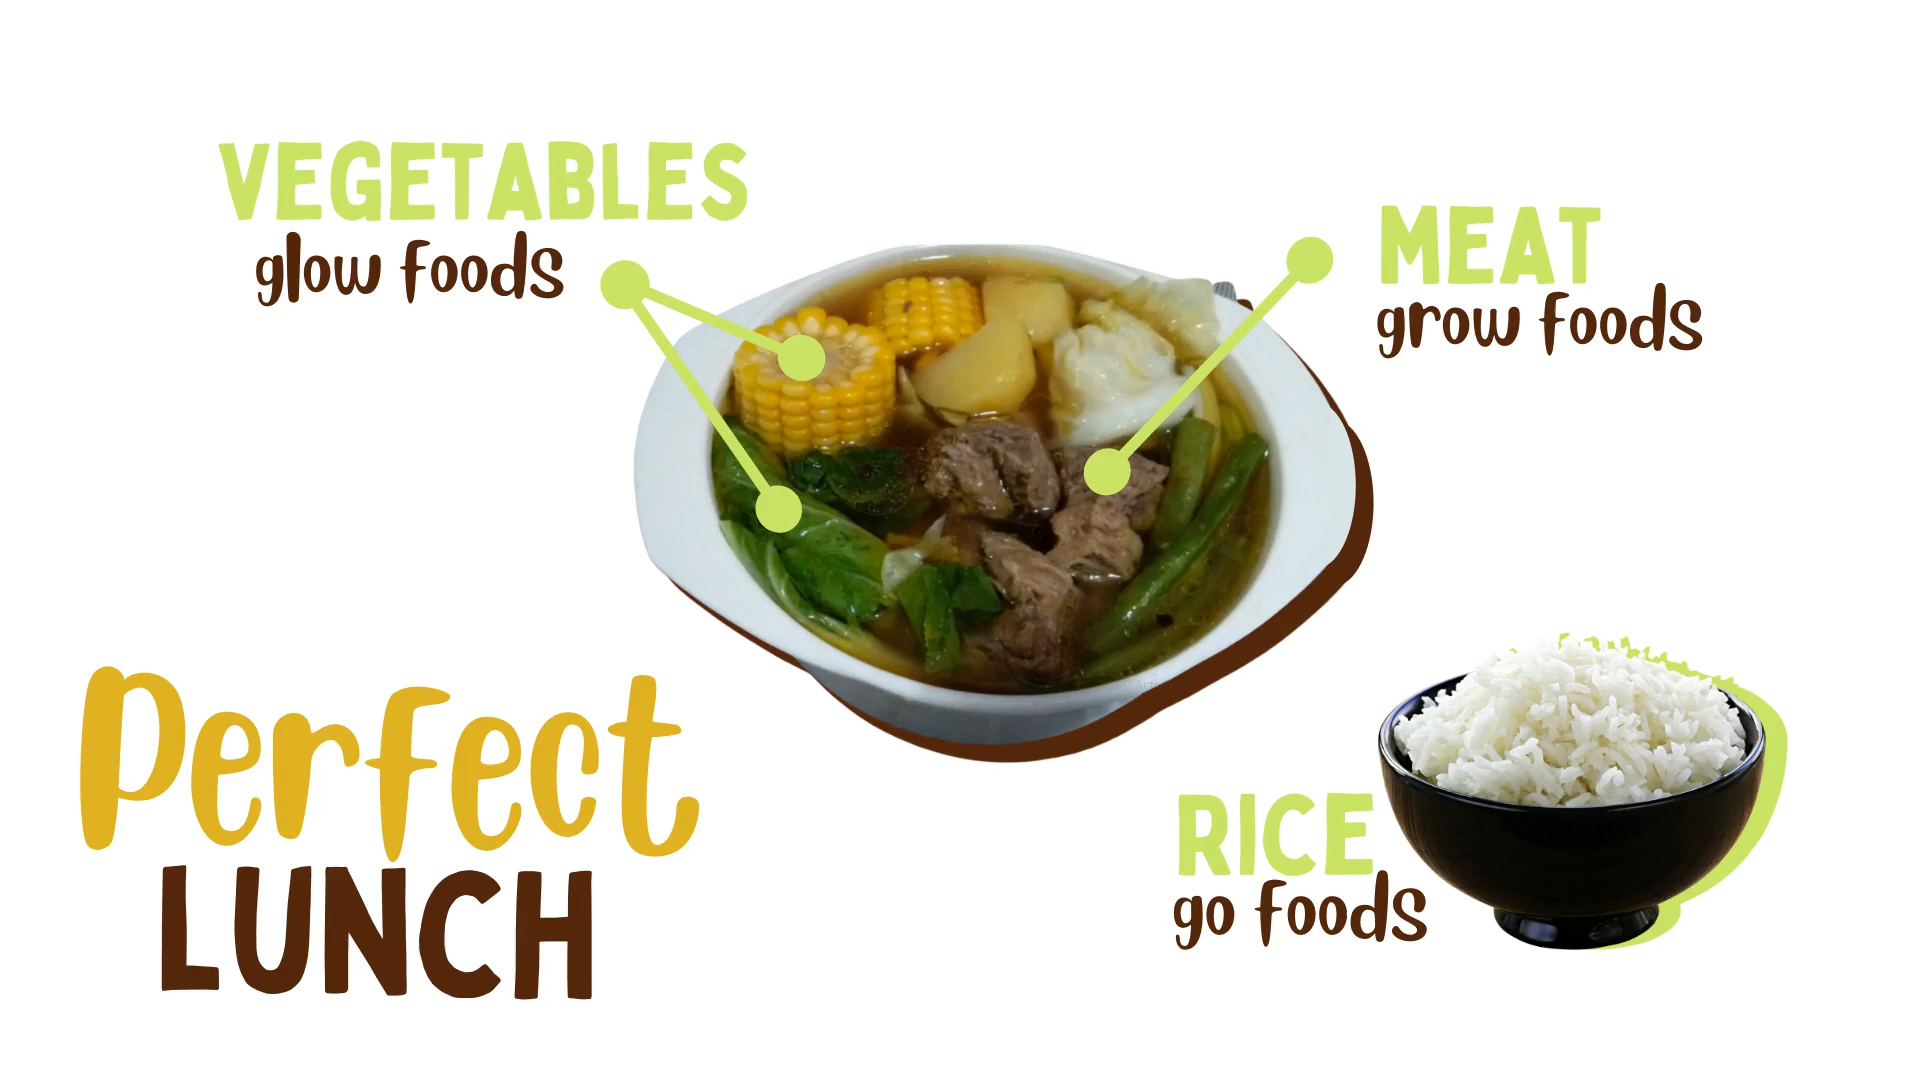 VEGETABLES
glow foods
MEAT
grow foods
Perfect
LUNCH
RICE
go foods